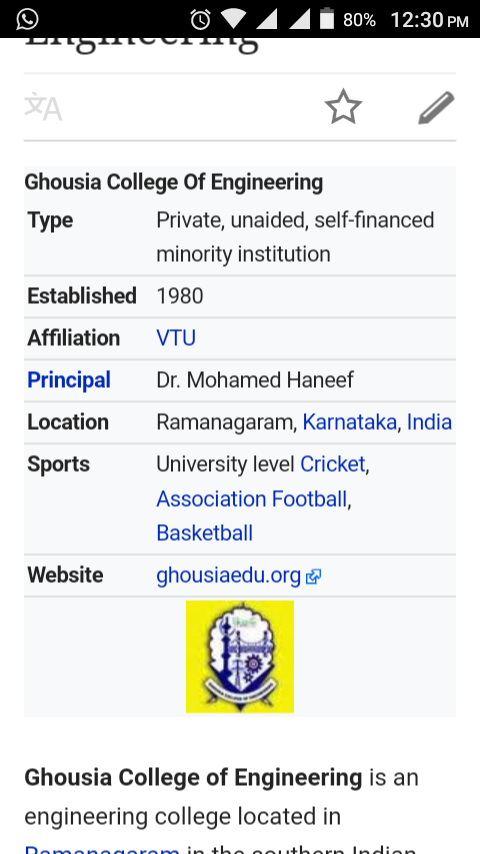 80% 12:30 PM
Engineering
文A
Ghousia College Of Engineering
Type Private, unaided, self-financed
minority institution
Established 1980
Affiliation VTU
Principal Dr. Mohamed Haneef
Location Ramanagaram, Karnataka, India
Sports University level Cricket,
Association Football,
Basketball
Website ghousiaedu.org
Ghousia College of Engineering is an
engineering college located in
Ramanagaram in the southern Indian